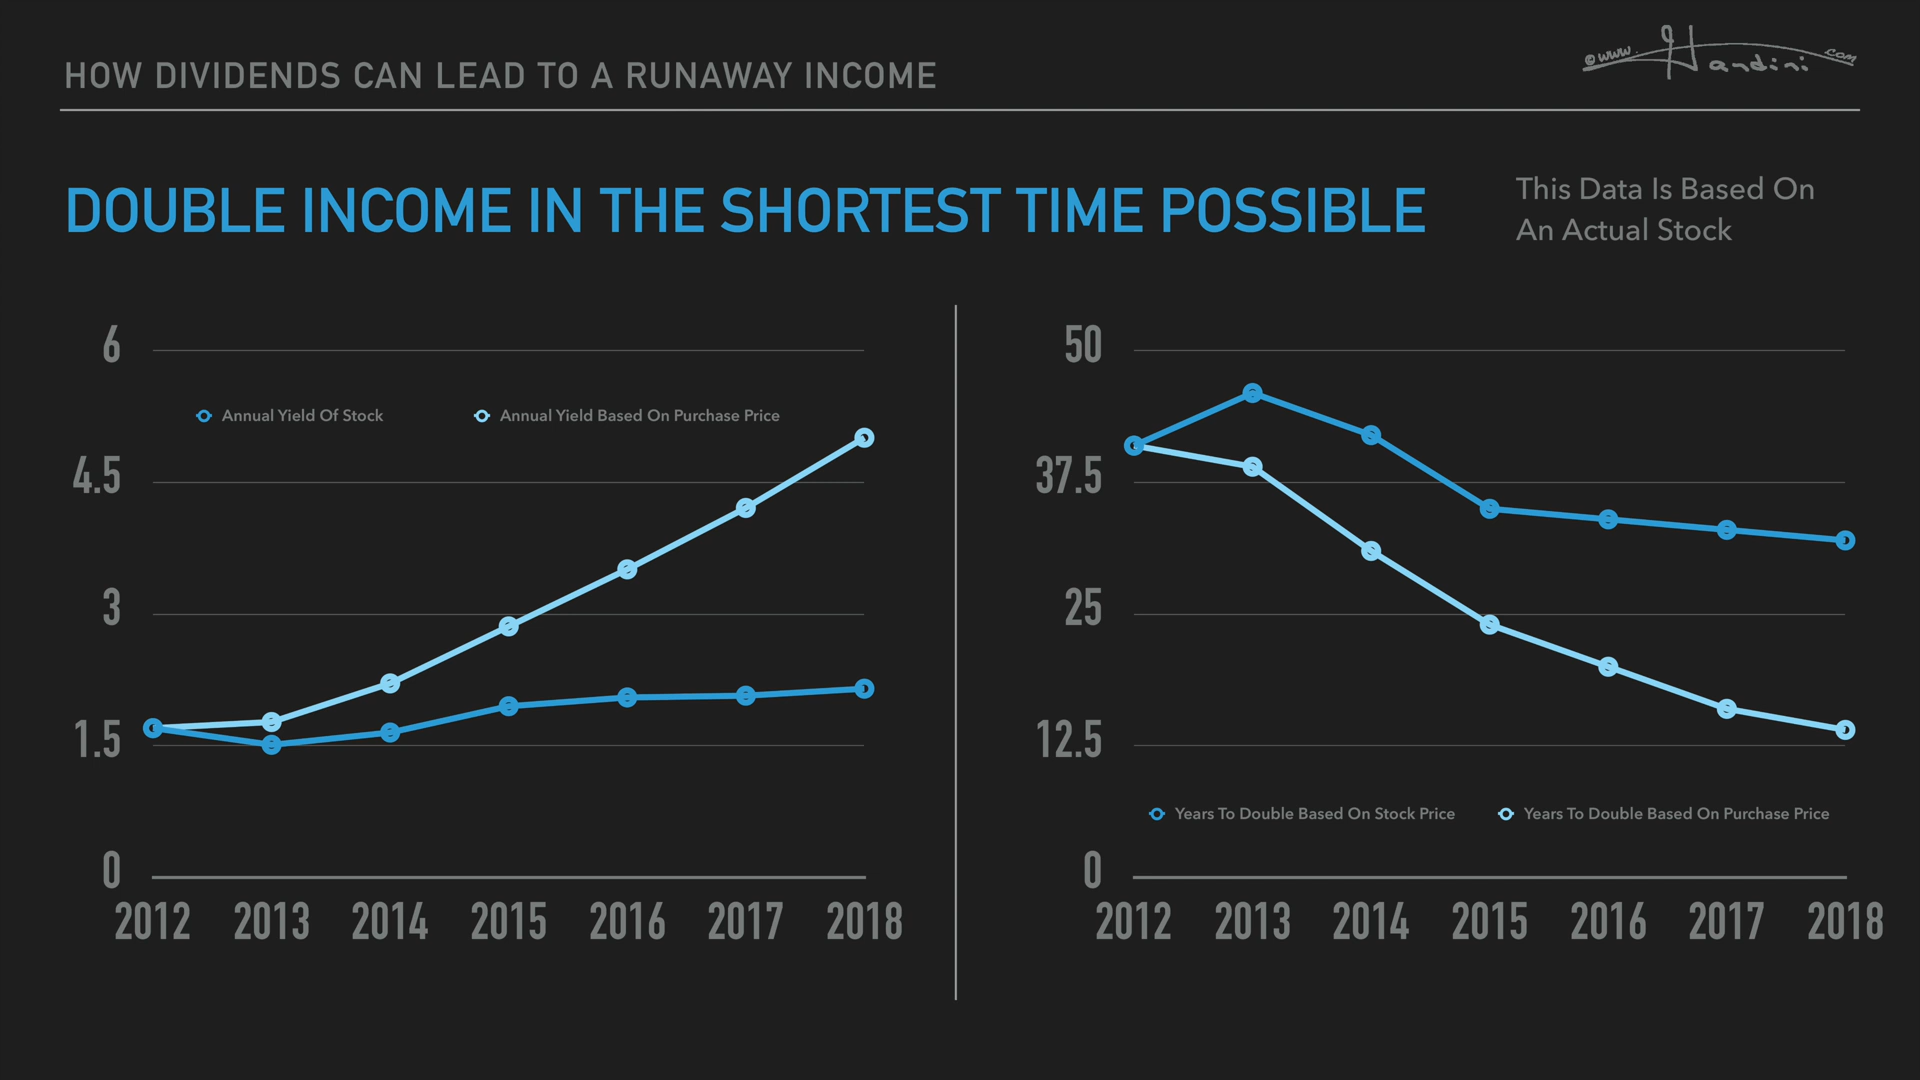 HOW DIVIDENDS CAN LEAD TO A RUNAWAY INCOME
©www.Handini.com
DOUBLE INCOME IN THE SHORTEST TIME POSSIBLE
This Data Is Based On
An Actual Stock
6
Annual Yield Of Stock
Annual Yield Based On Purchase Price
4.5
3
1.5
0
2012 2013 2014 2015 2016 2017 2018
50
37.5
25
12.5
Years To Double Based On Stock Price
Years To Double Based On Purchase Price
0
2012 2013 2014 2015 2016 2017 2018